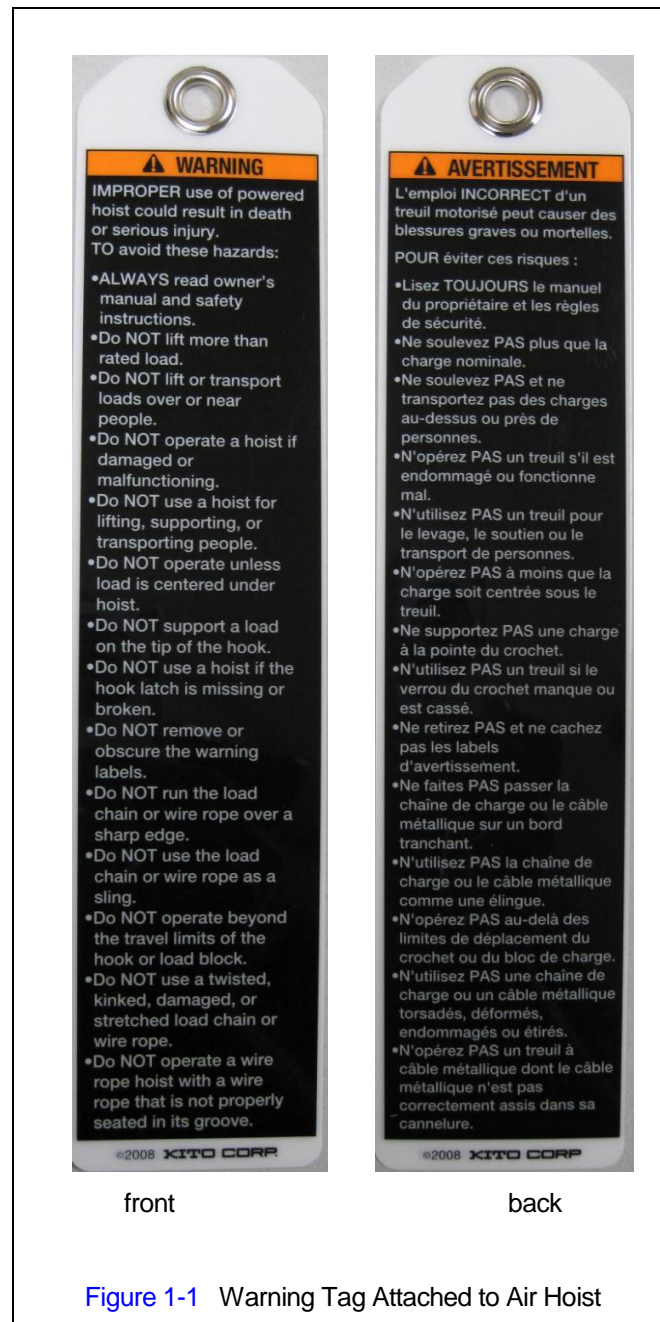 WARNING
IMPROPER use of powered
hoist could result in death
or serious injury.
TO avoid these hazards:
•ALWAYS read owner's
manual and safety
instructions.
•Do NOT lift more than
rated load.
•Do NOT lift or transport
loads over or near
people.
•Do NOT operate a hoist if
damaged or
malfunctioning.
•Do NOT use a hoist for
lifting, supporting, or
transporting people.
•Do NOT operate unless
load is centered under
hoist.
•Do NOT support a load
on the tip of the hook.
•Do NOT use a hoist if the
hook latch is missing or
broken.
•Do NOT remove or
obscure the warning
labels.
•Do NOT run the load
chain or wire rope over a
sharp edge.
•Do NOT use the load
chain or wire rope as a
sling.
•Do NOT operate beyond
the travel limits of the
hook or load block.
•Do NOT use a twisted,
kinked, damaged, or
stretched load chain or
wire rope.
•Do NOT operate a wire
rope hoist with a wire
rope that is not properly
seated in its groove.
©2008 KITO CORP.
front
AVERTISSEMENT
L'emploi INCORRECT d'un
treuil motorisé peut causer des
blessures graves ou mortelles.
POUR éviter ces risques :
•Lisez TOUJOURS le manuel
du propriétaire et les règles
de sécurité.
•Ne soulevez PAS plus que la
charge nominale.
•Ne soulevez PAS et ne
transportez pas des charges
au-dessus ou près de
personnes.
•N'opérez PAS un treuil s'il est
endommagé ou fonctionne
mal.
•N'utilisez PAS un treuil pour
le levage, le soutien ou le
transport de personnes.
•N'opérez PAS à moins que la
charge soit centrée sous le
treuil.
•Ne supportez PAS une charge
à la pointe du crochet.
•N'utilisez PAS un treuil si le
verrou du crochet manque ou
est cassé.
•Ne retirez PAS et ne cachez
pas les labels
d'avertissement.
•Ne faites PAS passer la
chaîne de charge ou le câble
métallique sur un bord
tranchant.
•N'utilisez PAS la chaîne de
charge ou le câble métallique
comme une élingue.
•N'opérez PAS au-delà des
limites de déplacement du
crochet ou du bloc de charge.
•N'utilisez PAS une chaîne de
charge ou un câble métallique
torsadés, déformés,
endommagés ou étirés.
•N'opérez PAS un treuil à
câble métallique dont le câble
métallique n'est pas
correctement assis dans sa
cannelure.
©2008 KITO CORP
back
Figure 1-1 Warning Tag Attached to Air Hoist